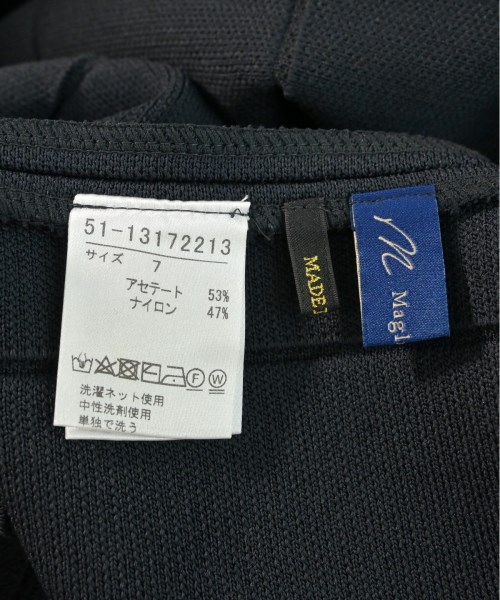 51-13172213
サイズ 7
アセテート 53%
ナイロン 47%
F W
洗濯ネット使用
中性洗剤使用
単独で洗う
MADE
m
Magl